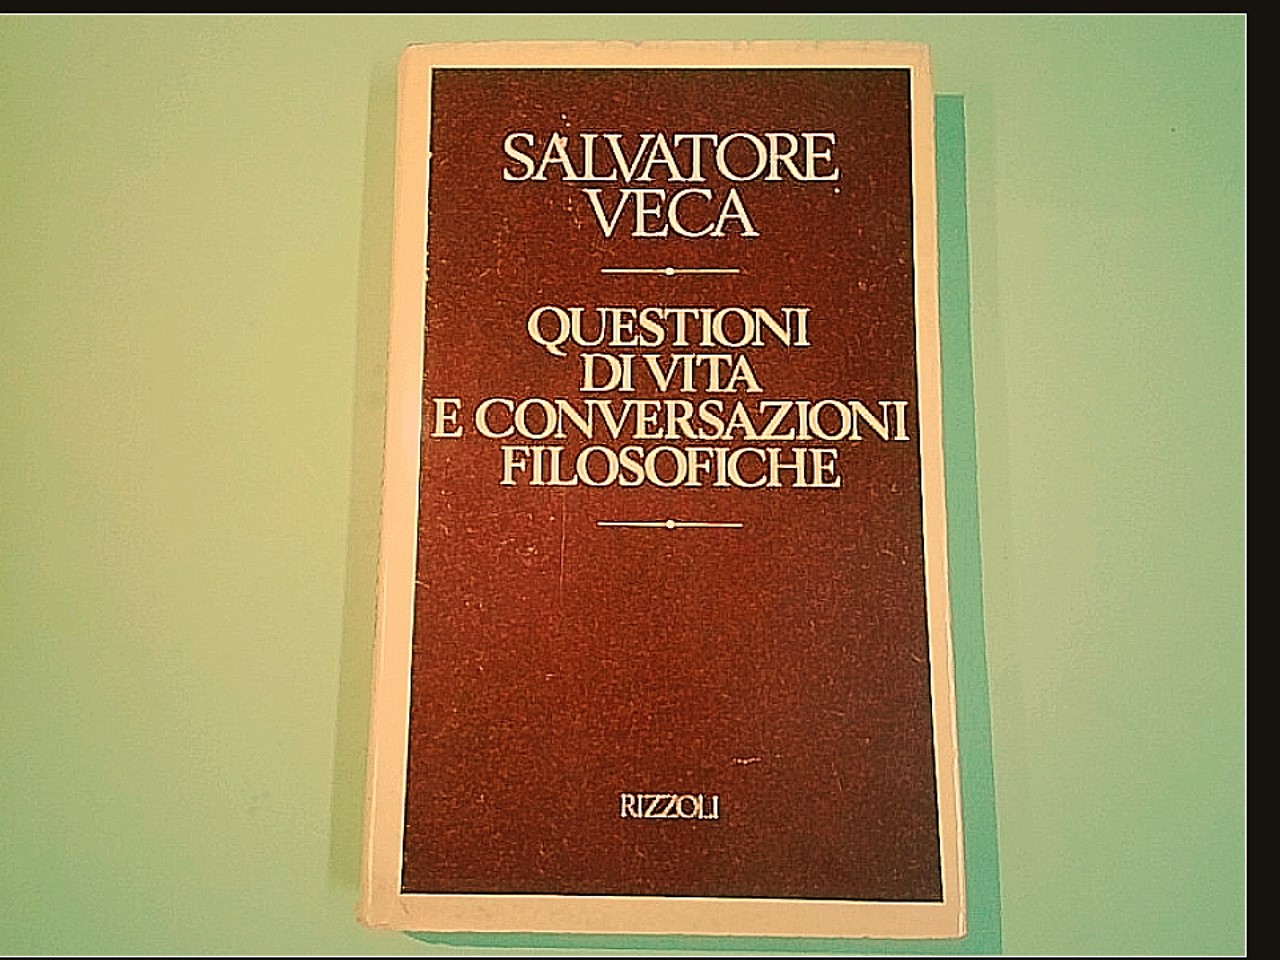 SALVATORE
VECA
QUESTIONI
DI VITA
E CONVERSAZIONI
FILOSOFICHE
RIZZOLI